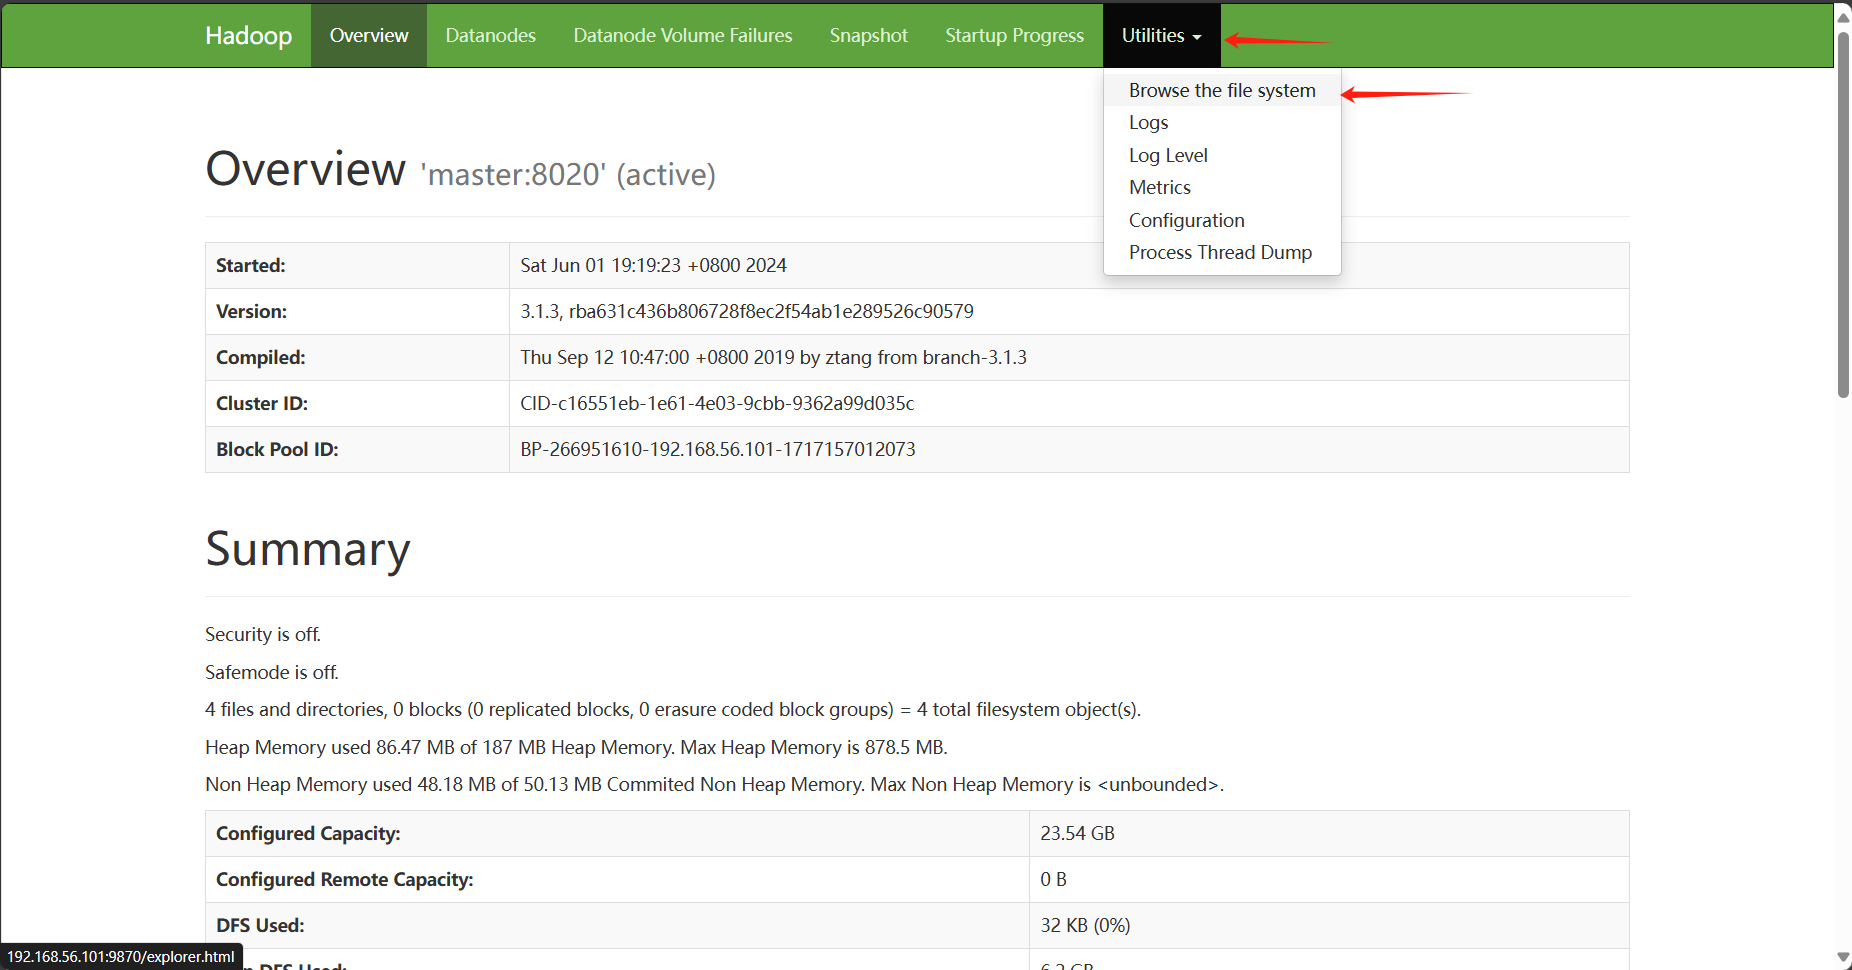 Hadoop Overview Datanodes Datanode Volume Failures Snapshot Startup Progress Utilities
Browse the file system
Logs
Log Level
Metrics
Configuration
Process Thread Dump
Overview 'master:8020' (active)
Started: Sat Jun 01 19:19:23 +0800 2024
Version: 3.1.3, rba631c436b806728f8ec2f54ab1e289526c90579
Compiled: Thu Sep 12 10:47:00 +0800 2019 by ztang from branch-3.1.3
Cluster ID: CID-c16551eb-1e61-4e03-9cbb-9362a99d035c
Block Pool ID: BP-266951610-192.168.56.101-1717157012073
Summary
Security is off.
Safemode is off.
4 files and directories, 0 blocks (0 replicated blocks, 0 erasure coded block groups) = 4 total filesystem object(s).
Heap Memory used 86.47 MB of 187 MB Heap Memory. Max Heap Memory is 878.5 MB.
Non Heap Memory used 48.18 MB of 50.13 MB Commited Non Heap Memory. Max Non Heap Memory is <unbounded>.
Configured Capacity: 23.54 GB
Configured Remote Capacity: 0 B
DFS Used: 32 KB (0%)
DFS Used: 6.2 GB
192.168.56.101:9870/explorer.html